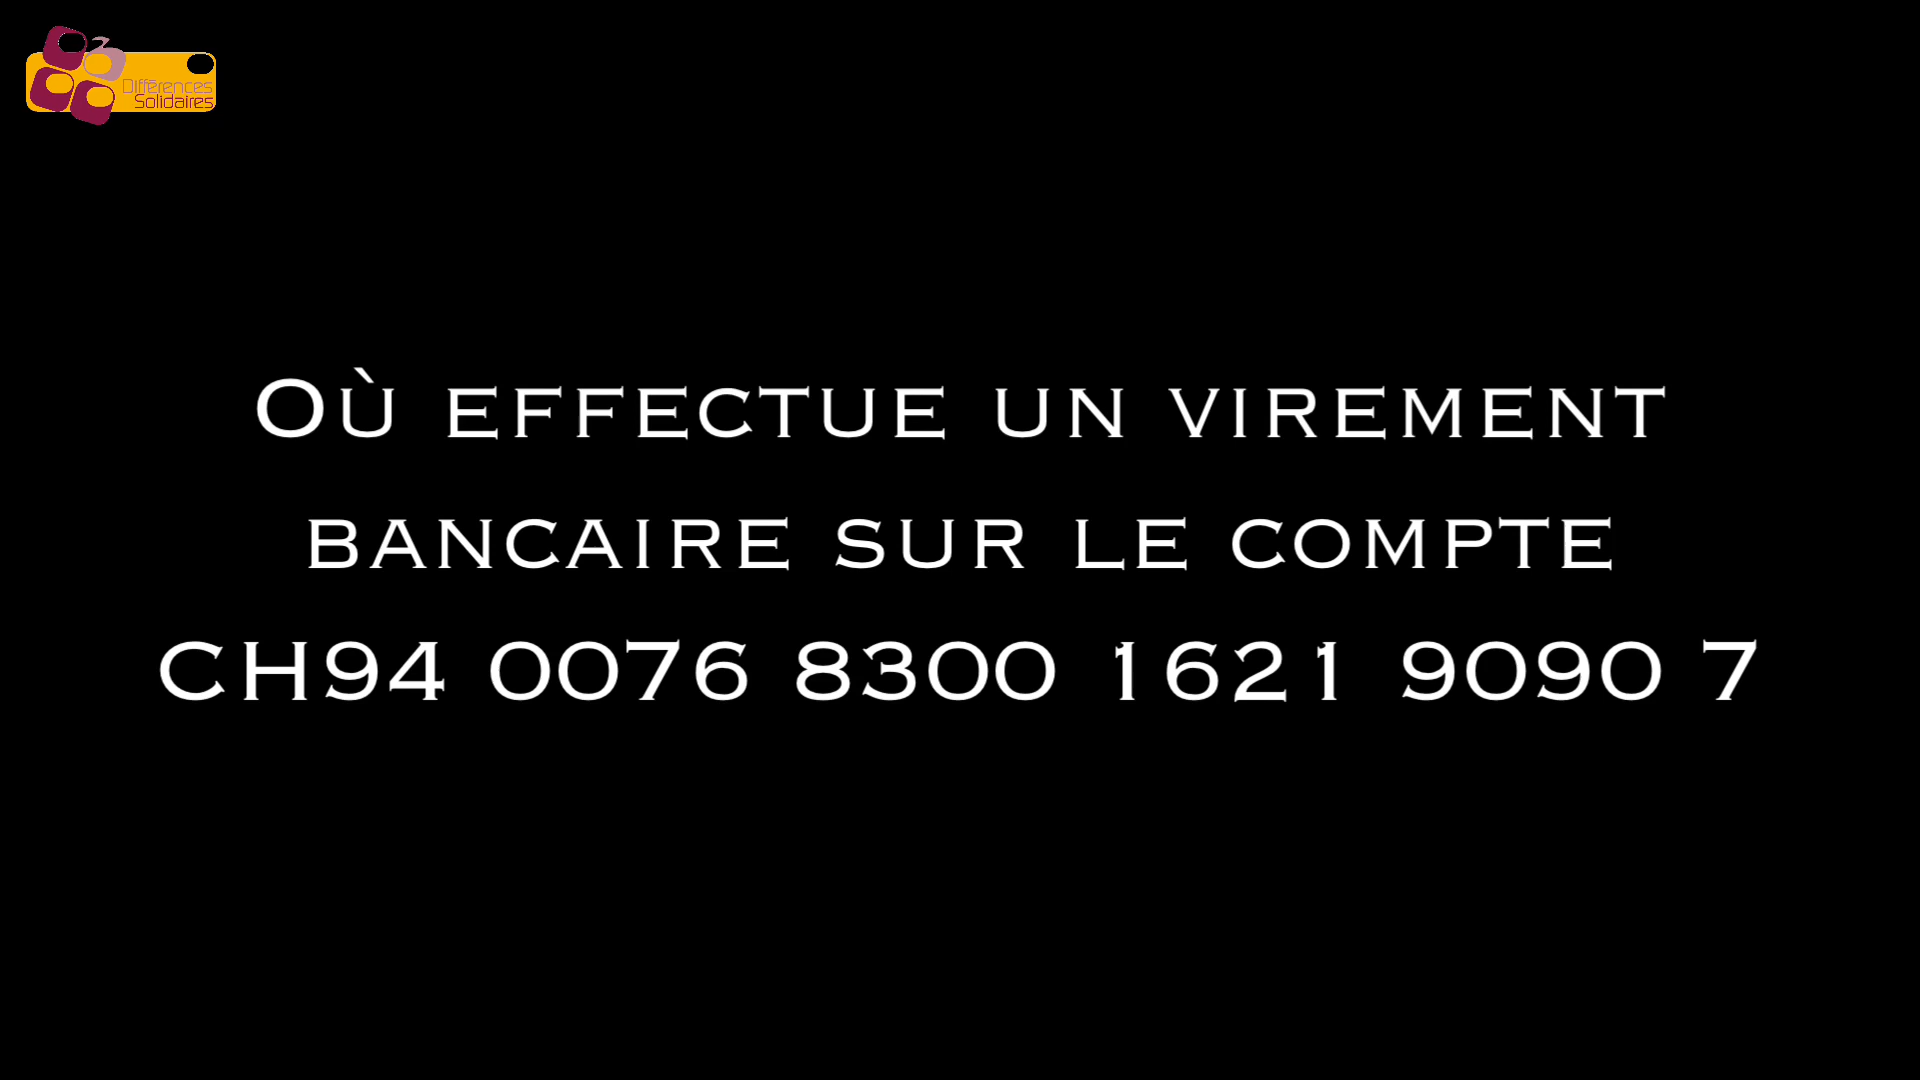 Différences
Solidaires
Où effectue un virement
bancaire sur le compte
CH94 0076 8300 1621 9090 7